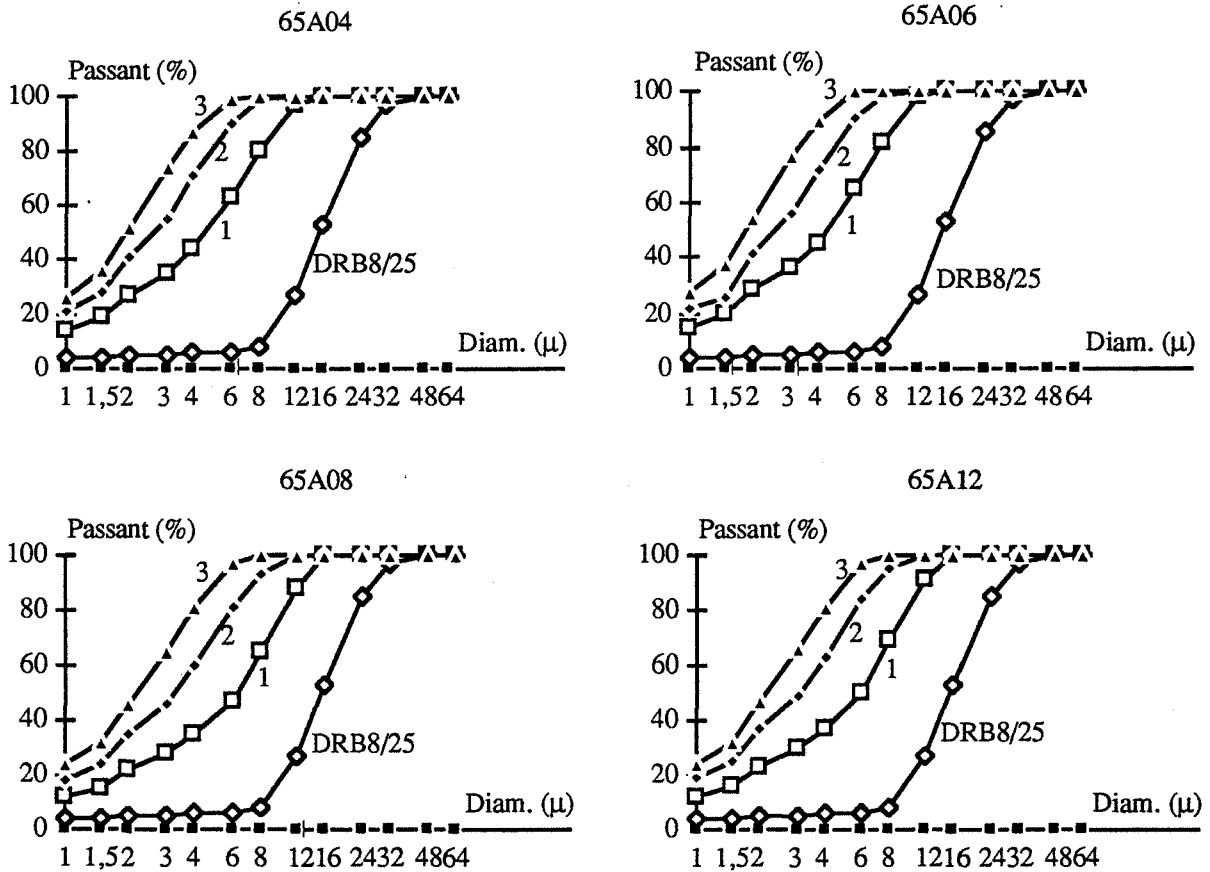 65A04
Passant (%)
100
80
60
40
20
0
3
2
1
DRB8/25
Diam. (μ)
1 1,52 3 4 6 8 1216 2432 4864
65A06
Passant (%)
100
80
60
40
20
0
3
2
1
DRB8/25
Diam. (μ)
1 1,52 3 4 6 8 12 16 2432 4864
65A08
Passant (%)
100
80
60
40
20
0
3
2
1
DRB8/25
Diam. (μ)
1 1,52 3 4 6 8 1216 2432 4864
65A12
Passant (%)
100
80
60
40
20
0
3
2
1
DRB8/25
Diam. (μ)
1 1,52 3 4 6 8 1216 2432 4864